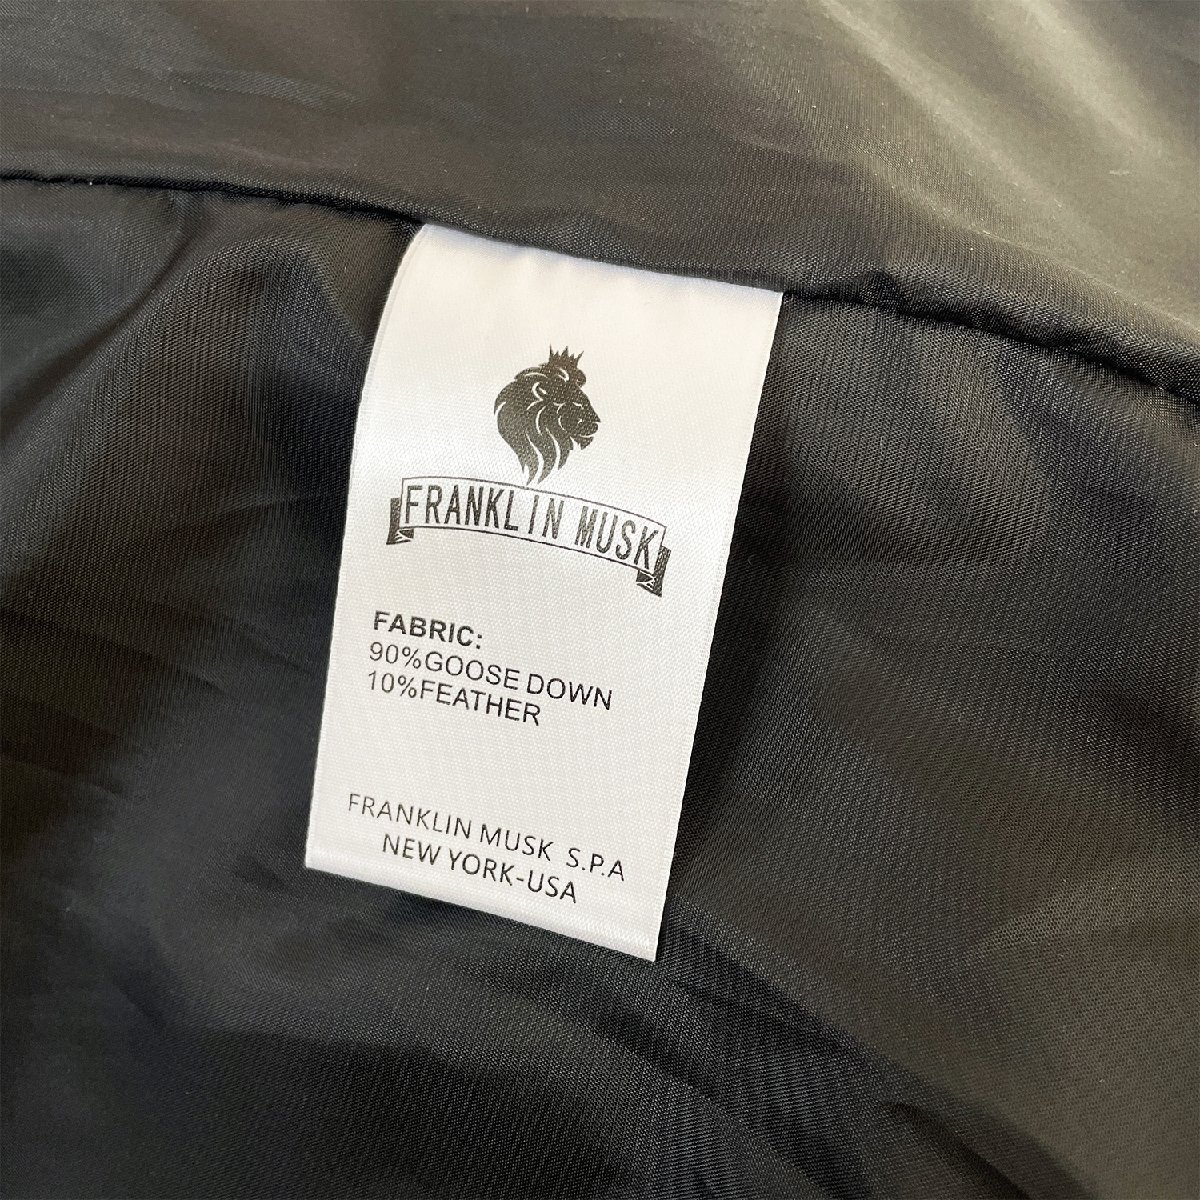 FRANKLIN MUSK
FABRIC:
90%GOOSE DOWN
10%FEATHER
FRANKLIN MUSK S.P.A
NEW YORK-USA